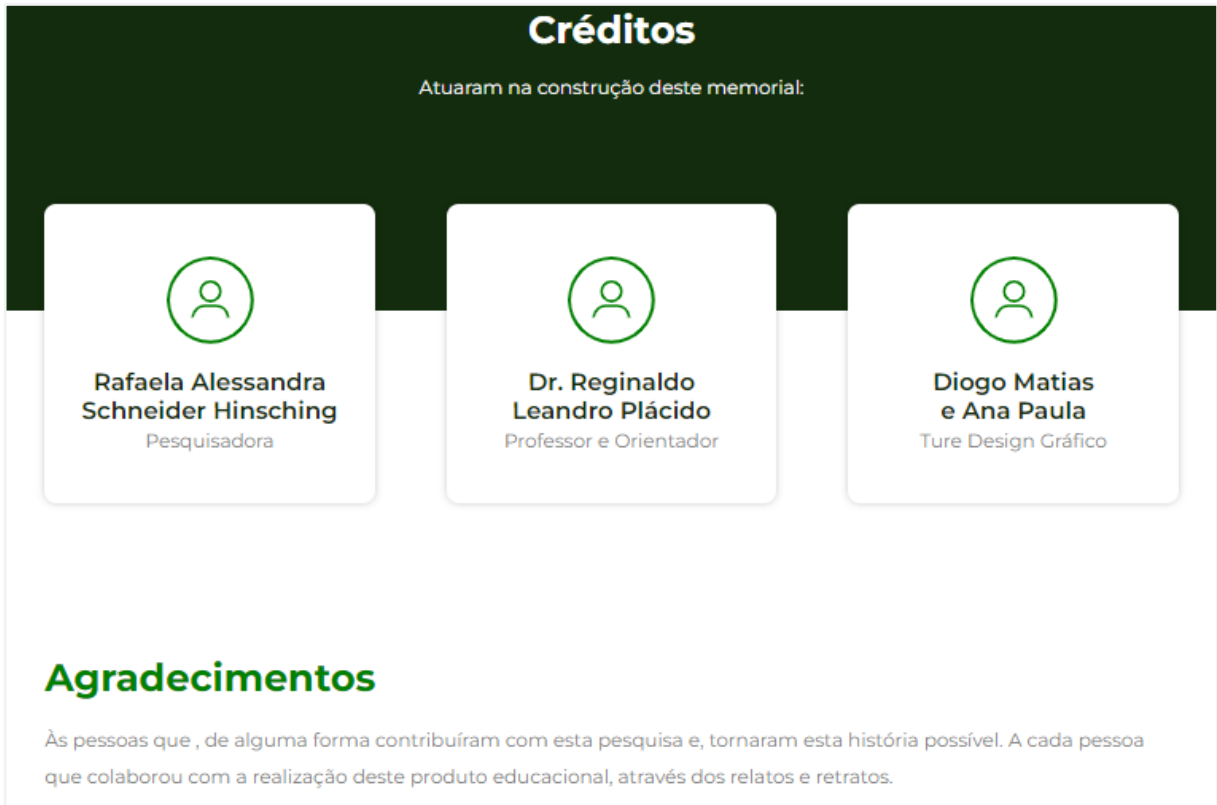 Créditos
Atuaram na construção deste memorial:
Rafaela Alessandra
Schneider Hinsching
Pesquisadora
Dr. Reginaldo
Leandro Plácido
Professor e Orientador
Diogo Matias
e Ana Paula
Ture Design Gráfico
Agradecimentos
Às pessoas que , de alguma forma contribuíram com esta pesquisa e, tornaram esta história possível. A cada pessoa
que colaborou com a realização deste produto educacional, através dos relatos e retratos.